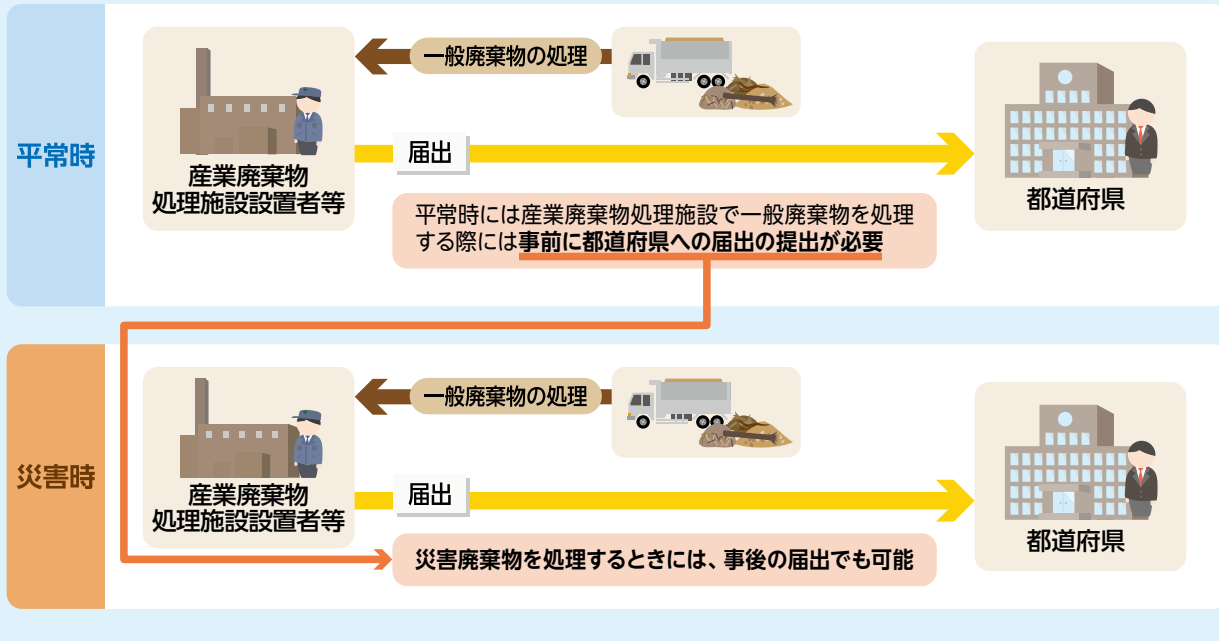 平常時
一般廃棄物の処理
産業廃棄物
処理施設設置者等
届出
都道府県
平常時には産業廃棄物処理施設で一般廃棄物を処理
する際には事前に都道府県への届出の提出が必要
災害時
一般廃棄物の処理
産業廃棄物
処理施設設置者等
届出
都道府県
災害廃棄物を処理するときには、事後の届出でも可能